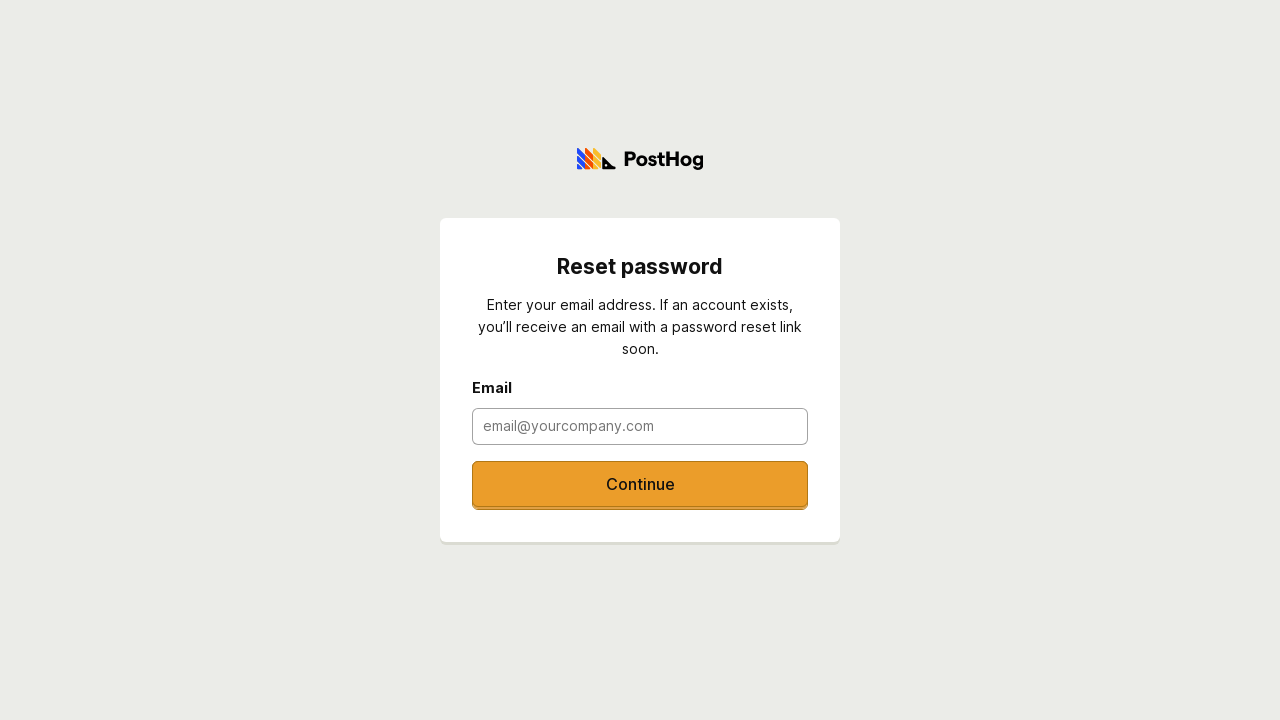 PostHog
Reset password
Enter your email address. If an account exists,
you’ll receive an email with a password reset link
soon.
Email
email@yourcompany.com
Continue